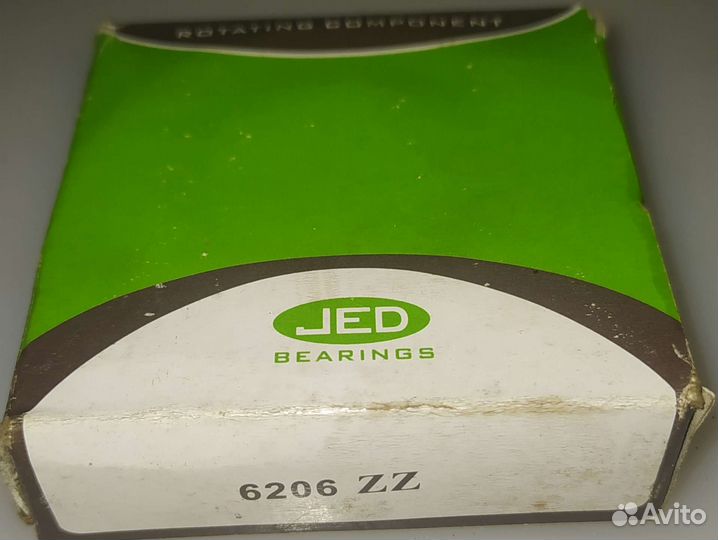 ROTATING COMPONENT
JED
BEARINGS
6206 ZZ
Avito